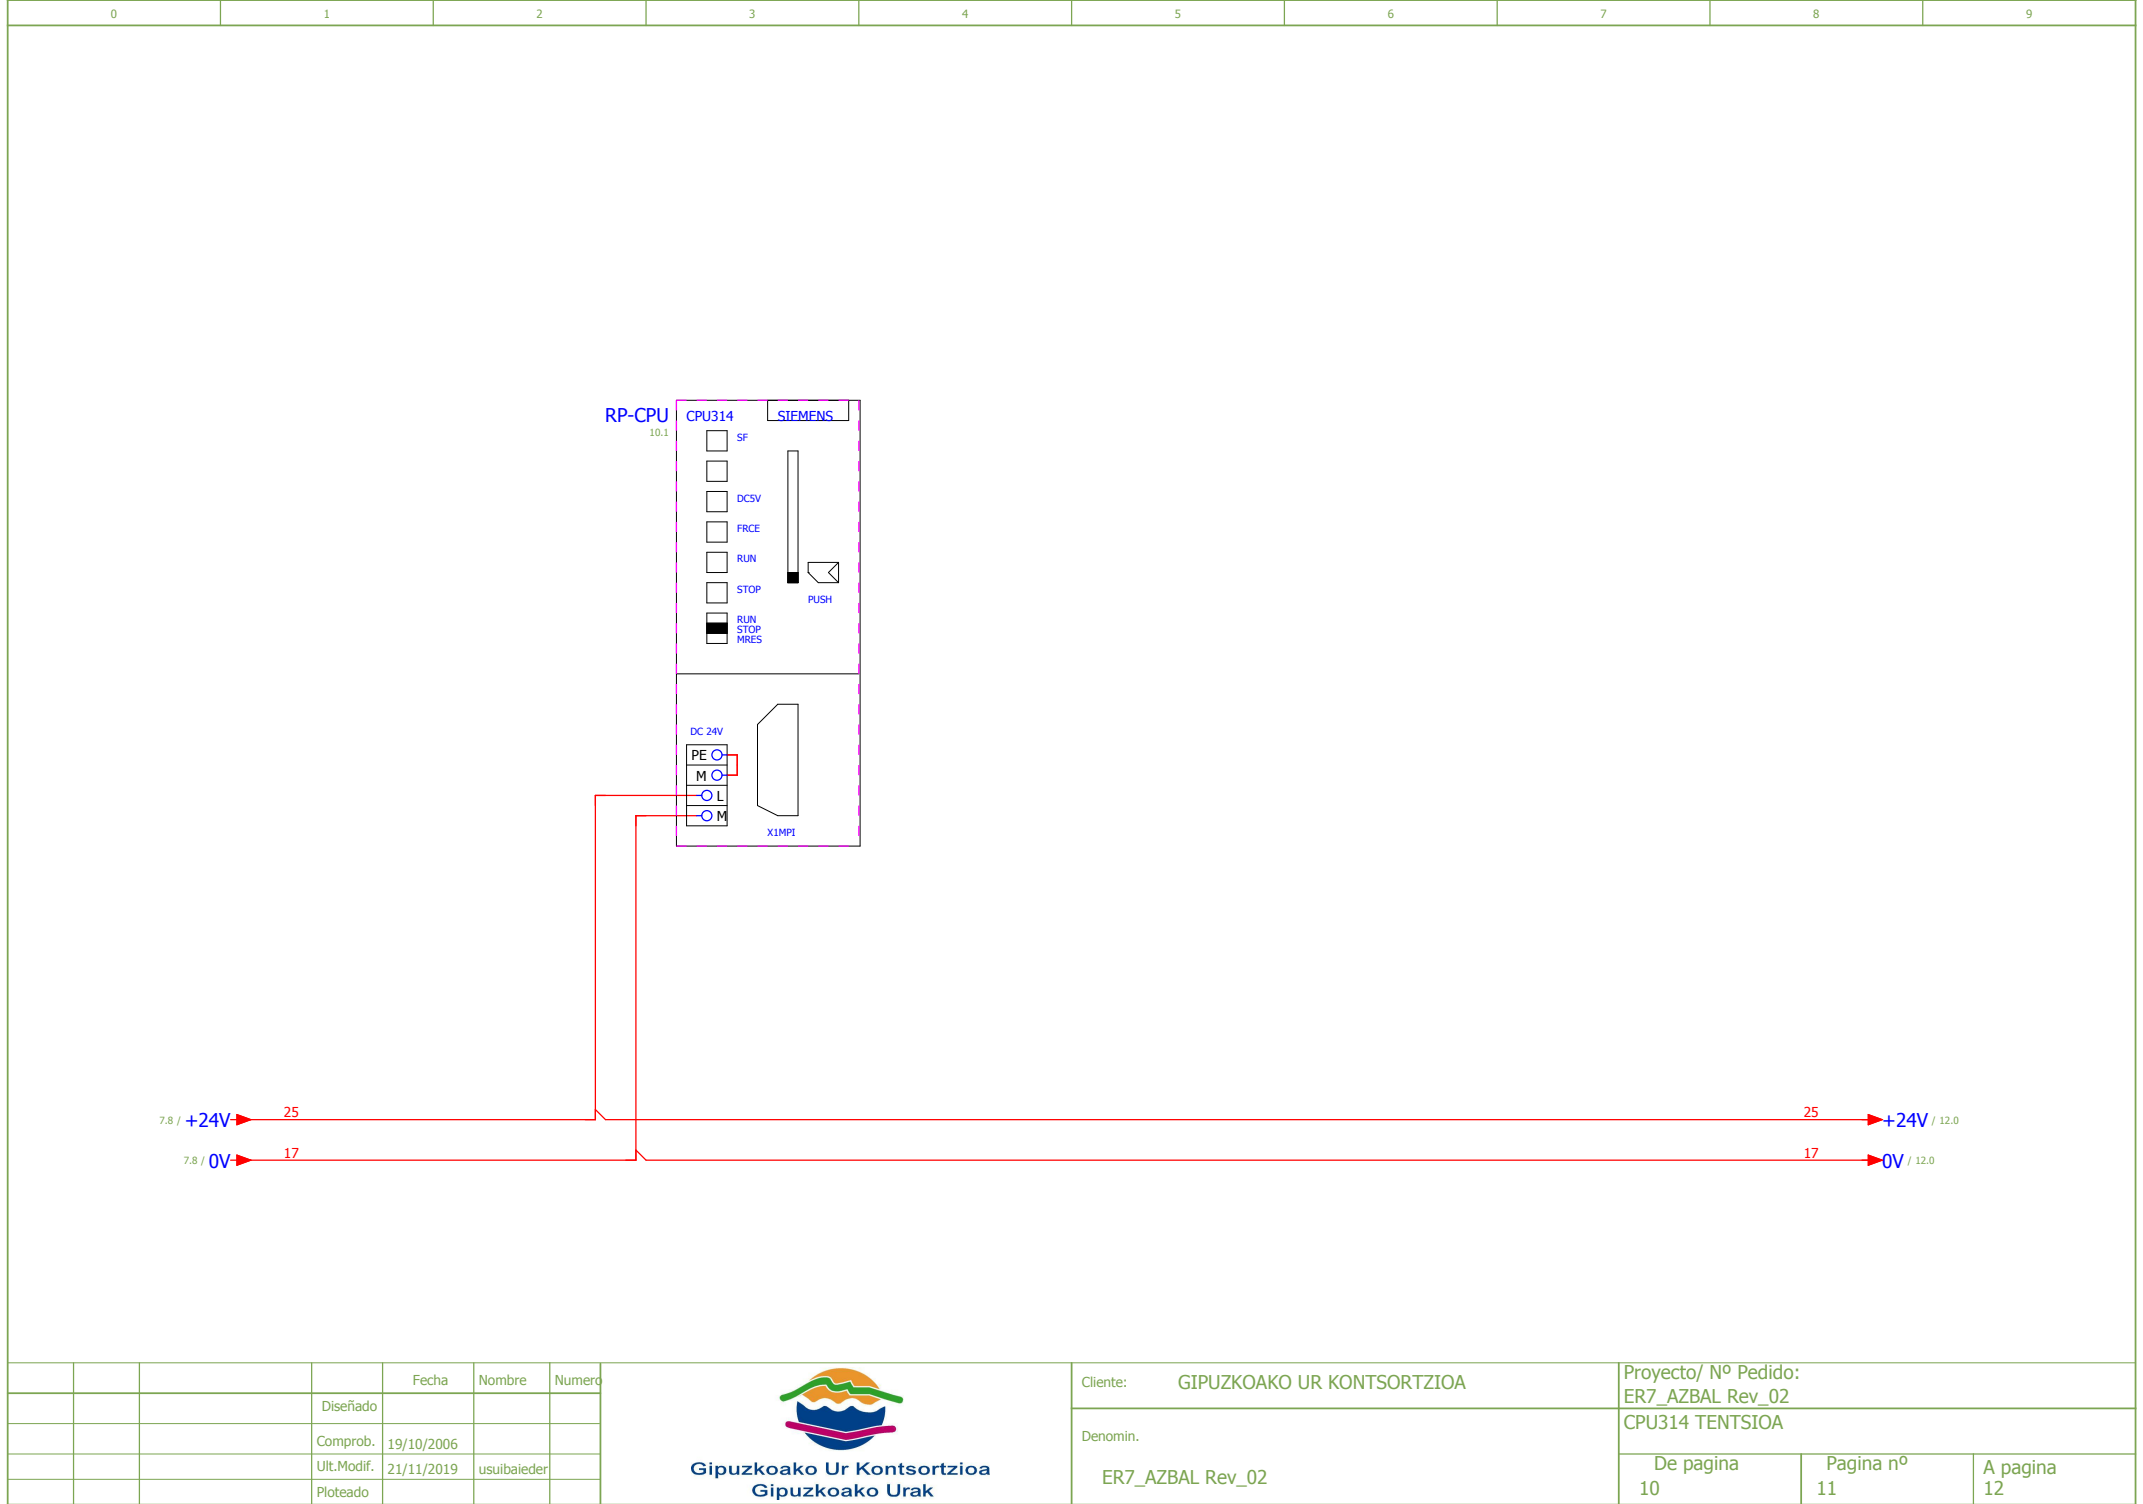 0 1 2 3 4 5 6 7 8 9
RP-CPU
10.1
CPU314
SIEMENS
SF
DC5V
FRCE
RUN
STOP
PUSH
RUN
STOP
MRES
DC 24V
PE
M
L
M
X1MPI
7.8 / +24V 25 25 +24V / 12.0
7.8 / 0V 17 17 0V / 12.0
Fecha Nombre Numero
Diseñado
Comprob. 19/10/2006
Ult.Modif. 21/11/2019 usuibaieder
Ploteado
Gipuzkoako Ur Kontsortzioa
Gipuzkoako Urak
Cliente: GIPUZKOAKO UR KONTSORTZIOA
Denomin.
ER7_AZBAL Rev_02
Proyecto/ Nº Pedido:
ER7_AZBAL Rev_02
CPU314 TENTSIOA
De pagina Pagina nº A pagina
10 11 12